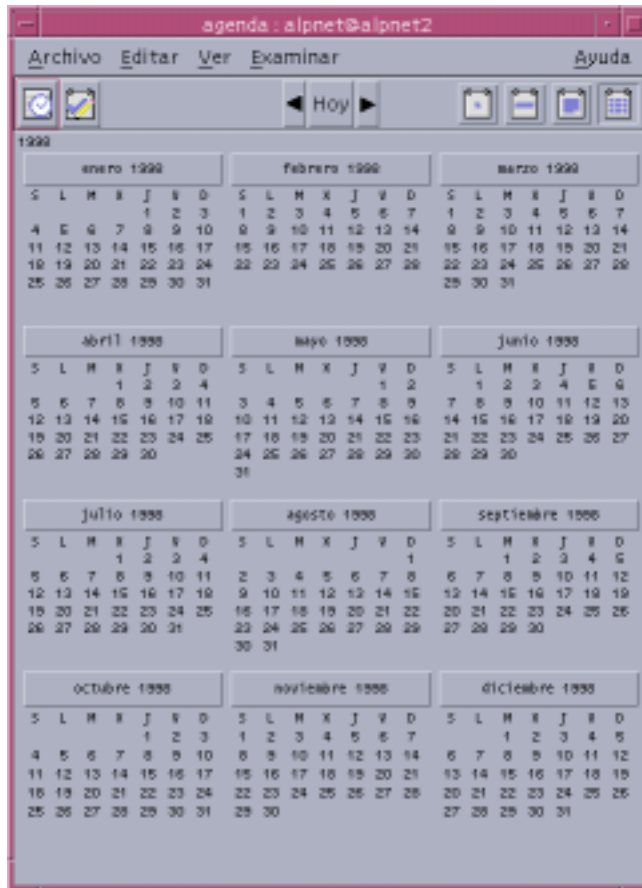 agenda : alpnet@alpnet2
Archivo Editar Ver Examinar Ayuda
Hoy
1998
enero 1998
S L M X J V D
1 2 3
4 5 6 7 8 9 10
11 12 13 14 15 16 17
18 19 20 21 22 23 24
25 26 27 28 29 30 31
febrero 1998
S L M X J V D
1 2 3 4 5 6 7
8 9 10 11 12 13 14
15 16 17 18 19 20 21
22 23 24 25 26 27 28
marzo 1998
S L M X J V D
1 2 3 4 5 6 7
8 9 10 11 12 13 14
15 16 17 18 19 20 21
22 23 24 25 26 27 28
29 30 31
abril 1998
S L M X J V D
1 2 3 4
5 6 7 8 9 10 11
12 13 14 15 16 17 18
19 20 21 22 23 24 25
26 27 28 29 30
mayo 1998
S L M X J V D
1 2
3 4 5 6 7 8 9
10 11 12 13 14 15 16
17 18 19 20 21 22 23
24 25 26 27 28 29 30
31
junio 1998
S L M X J V D
1 2 3 4 5 6
7 8 9 10 11 12 13
14 15 16 17 18 19 20
21 22 23 24 25 26 27
28 29 30
julio 1998
S L M X J V D
1 2 3 4
5 6 7 8 9 10 11
12 13 14 15 16 17 18
19 20 21 22 23 24 25
26 27 28 29 30 31
agosto 1998
S L M X J V D
1
2 3 4 5 6 7 8
9 10 11 12 13 14 15
16 17 18 19 20 21 22
23 24 25 26 27 28 29
30 31
septiembre 1998
S L M X J V D
1 2 3 4 5
6 7 8 9 10 11 12
13 14 15 16 17 18 19
20 21 22 23 24 25 26
27 28 29 30
octubre 1998
S L M X J V D
1 2 3
4 5 6 7 8 9 10
11 12 13 14 15 16 17
18 19 20 21 22 23 24
25 26 27 28 29 30 31
noviembre 1998
S L M X J V D
1 2 3 4 5 6 7
8 9 10 11 12 13 14
15 16 17 18 19 20 21
22 23 24 25 26 27 28
29 30
diciembre 1998
S L M X J V D
1 2 3 4 5
6 7 8 9 10 11 12
13 14 15 16 17 18 19
20 21 22 23 24 25 26
27 28 29 30 31